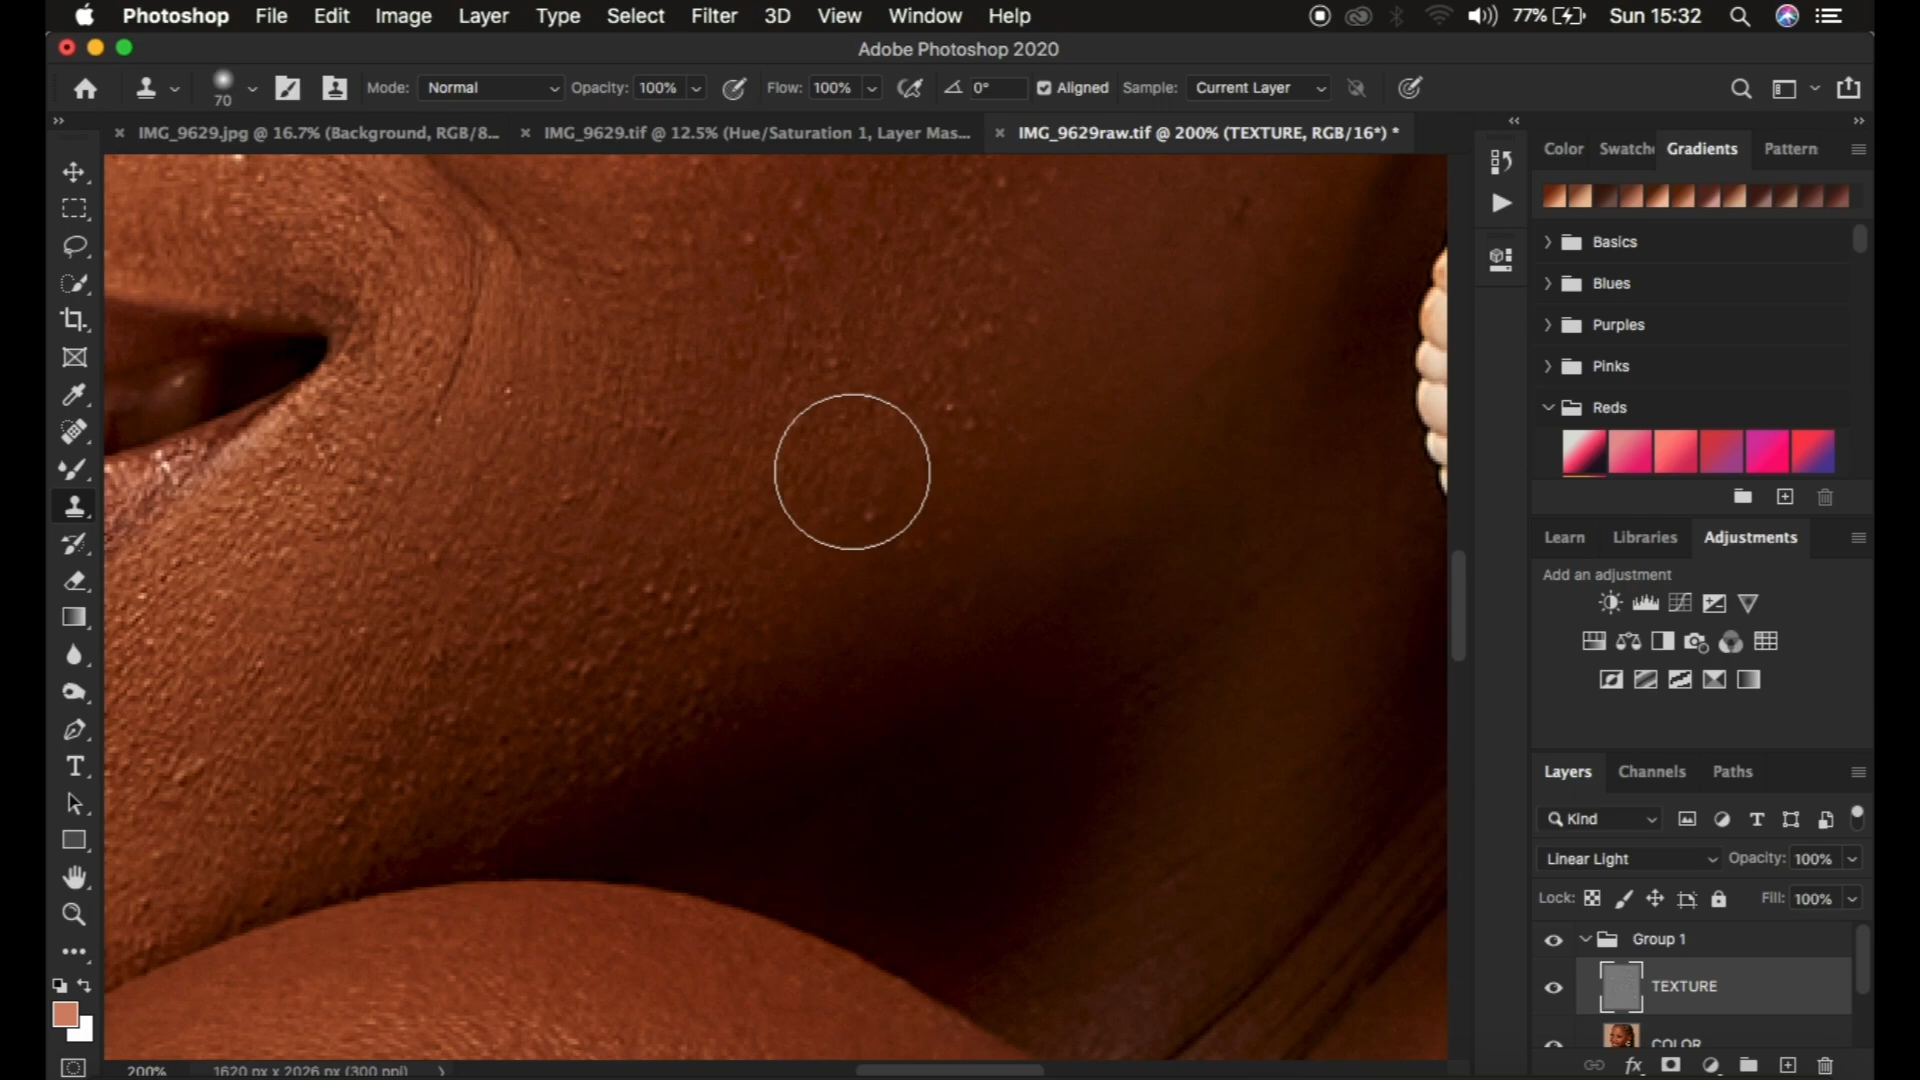 Photoshop File Edit Image Layer Type Select Filter 3D View Window Help 77% Sun 15:32
Adobe Photoshop 2020
70 Mode: Normal Opacity: 100% Flow: 100% 0° Aligned Sample: Current Layer
IMG_9629.jpg @ 16.7% (Background, RGB/8... IMG_9629.tif @ 12.5% (Hue/Saturation 1, Layer Mas... IMG_9629raw.tif @ 200% (TEXTURE, RGB/16*) *
Color Swatche Gradients Pattern
Basics
Blues
Purples
Pinks
Reds
Learn Libraries Adjustments
Add an adjustment
Layers Channels Paths
Kind
Linear Light Opacity: 100%
Lock: Fill: 100%
Group 1
TEXTURE
COLOR
200% 1620 px x 2026 px (300 ppi)